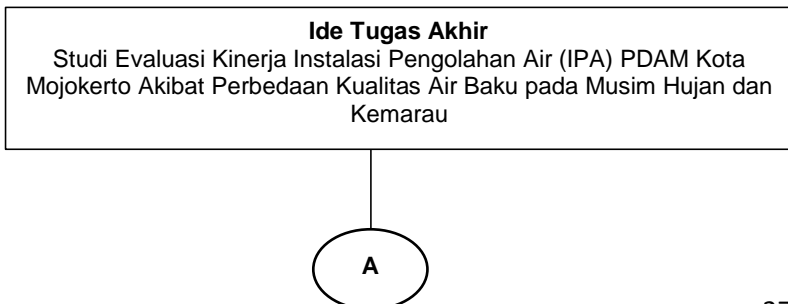 Ide Tugas Akhir
Studi Evaluasi Kinerja Instalasi Pengolahan Air (IPA) PDAM Kota
Mojokerto Akibat Perbedaan Kualitas Air Baku pada Musim Hujan dan
Kemarau
A